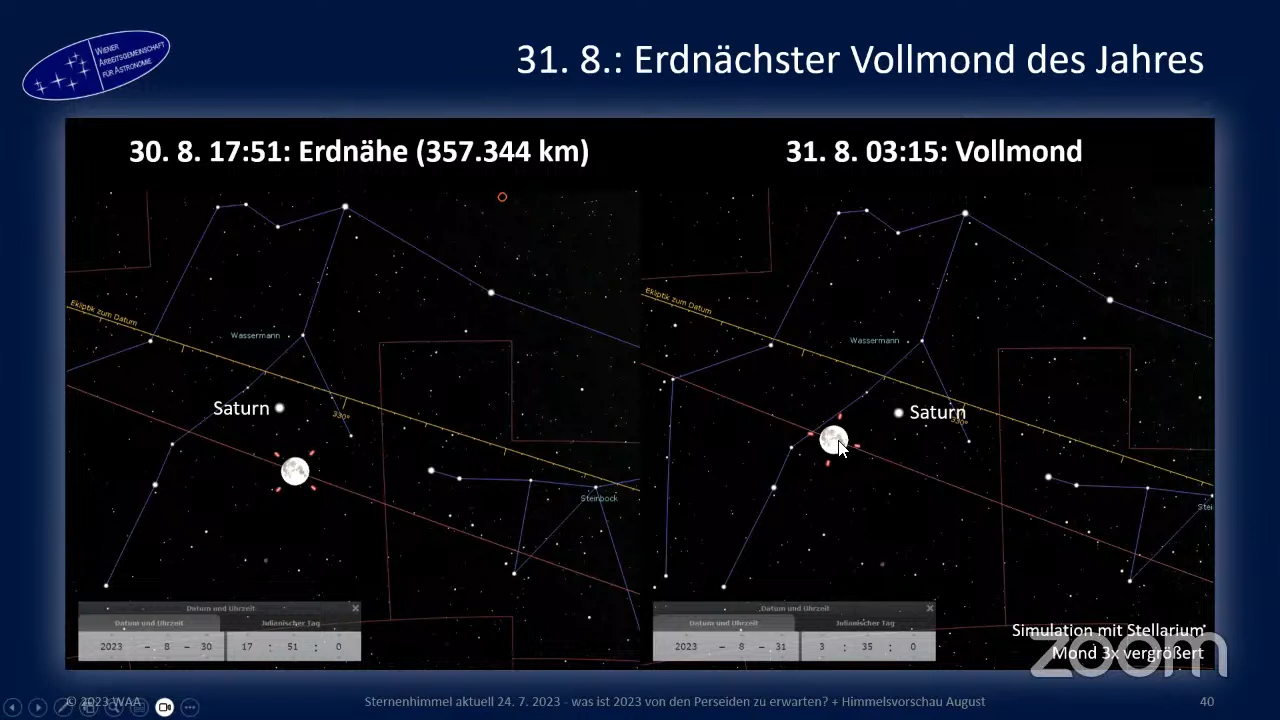 WIENER
ARBEITSGEMEINSCHAFT
FÜR ASTRONOMIE
31. 8.: Erdnächster Vollmond des Jahres
30. 8. 17:51: Erdnähe (357.344 km)
31. 8. 03:15: Vollmond
Ekliptik zum Datum
Wassermann
Saturn
330°
Steinbock
Datum und Uhrzeit
Datum und Uhrzeit
Julianischer Tag
2023 - 8 - 30
17 : 51 : 0
Ekliptik zum Datum
Wassermann
Saturn
330°
Stei
Datum und Uhrzeit
Datum und Uhrzeit
Julianischer Tag
2023 - 8 - 31
3 : 35 : 0
Simulation mit Stellarium
Mond 3x vergrößert
zoom
© 2023 WAA
Sternenhimmel aktuell 24. 7. 2023 - was ist 2023 von den Perseiden zu erwarten? + Himmelsvorschau August
40